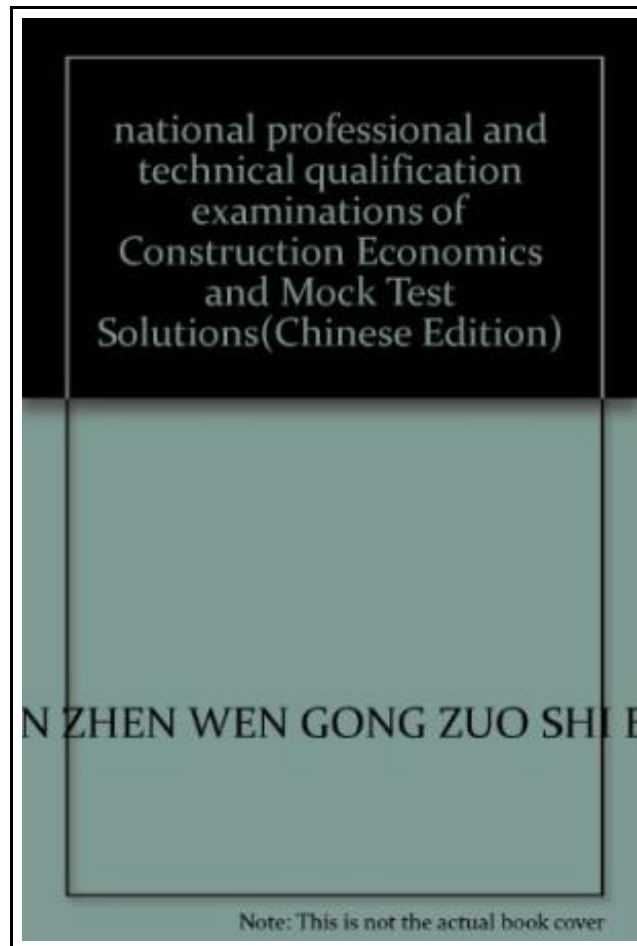 national professional and
technical qualification
examinations of
Construction Economics
and Mock Test
Solutions(Chinese Edition)
N ZHEN WEN GONG ZUO SHI
Note: This is not the actual book cover